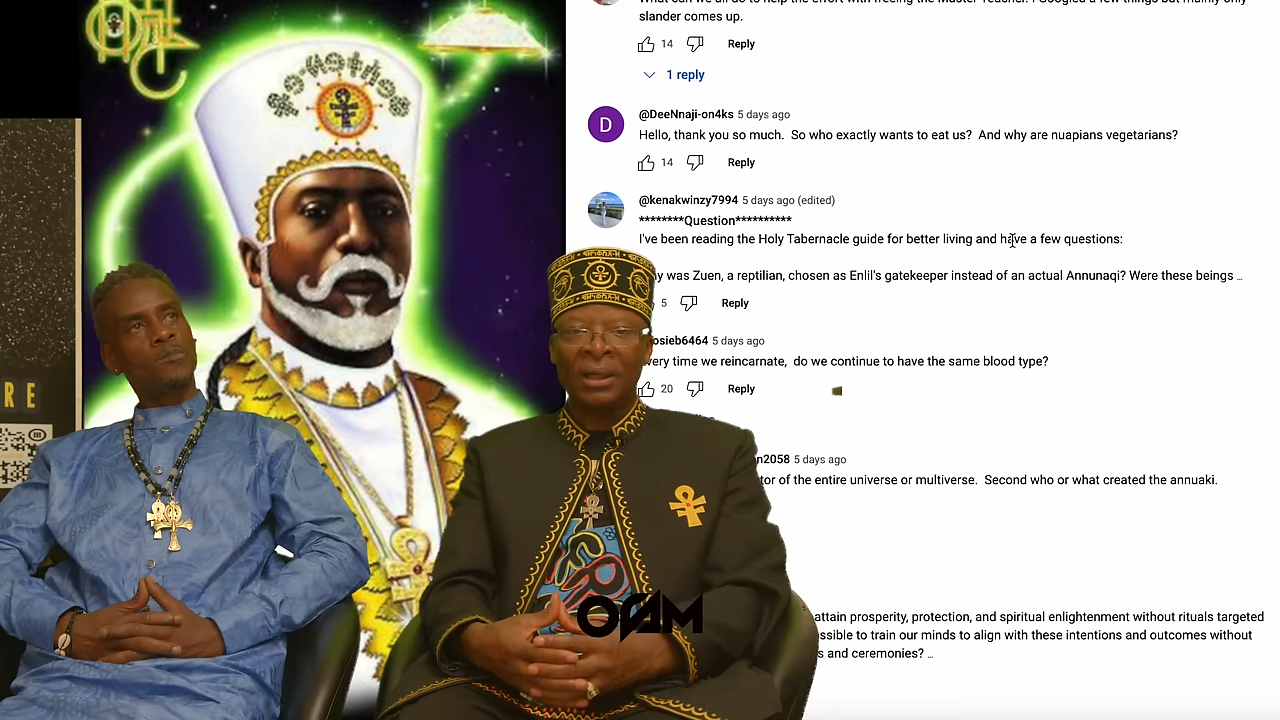 What can we all do to help the effort with freeing the Master Teacher. I Googled a few things but mainly only
slander comes up.
14 Reply
1 reply
D
@DeeNnaji-on4ks 5 days ago
Hello, thank you so much. So who exactly wants to eat us? And why are nuapians vegetarians?
14 Reply
@kenakwinzy7994 5 days ago (edited)
********Question**********
I've been reading the Holy Tabernacle guide for better living and have a few questions:
y was Zuen, a reptilian, chosen as Enlil's gatekeeper instead of an actual Annunaqi? Were these beings ...
5 Reply
osieb6464 5 days ago
very time we reincarnate, do we continue to have the same blood type?
20 Reply
n2058 5 days ago
tor of the entire universe or multiverse. Second who or what created the annuaki.
attain prosperity, protection, and spiritual enlightenment without rituals targeted
ssible to train our minds to align with these intentions and outcomes without
s and ceremonies? ...
RE
OFAM